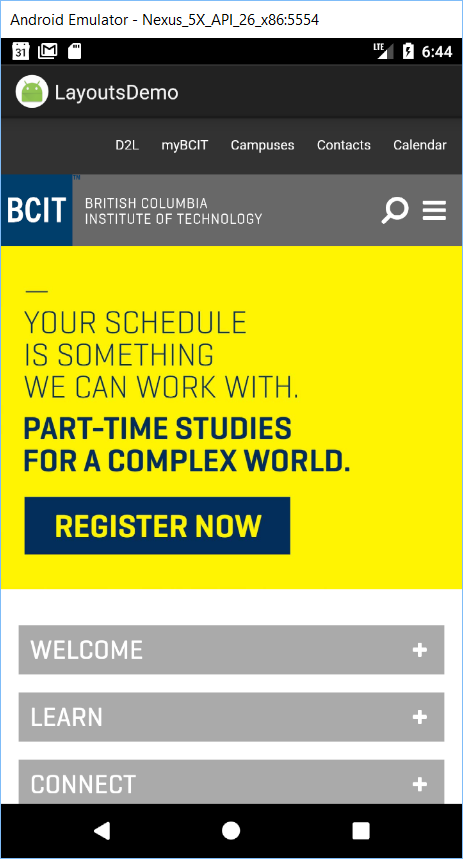 Android Emulator - Nexus_5X_API_26_x86:5554
31 LTE 6:44
LayoutsDemo
D2L myBCIT Campuses Contacts Calendar
BCIT™ BRITISH COLUMBIA
INSTITUTE OF TECHNOLOGY
YOUR SCHEDULE
IS SOMETHING
WE CAN WORK WITH.
PART-TIME STUDIES
FOR A COMPLEX WORLD.
REGISTER NOW
WELCOME +
LEARN +
CONNECT +